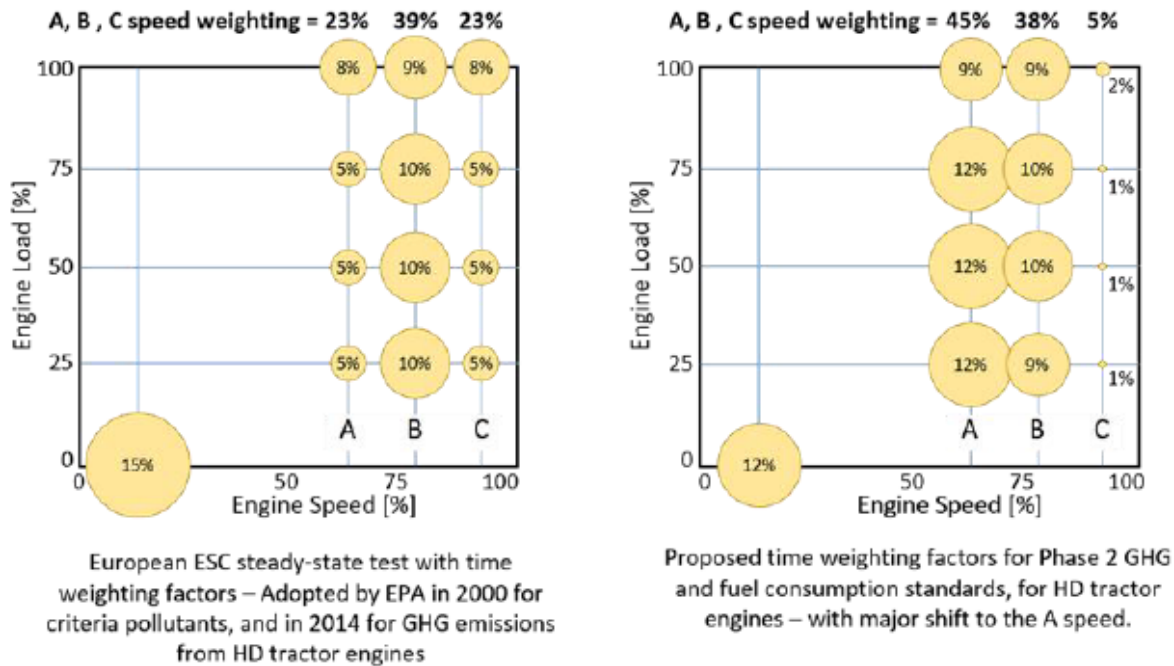 A, B , C speed weighting = 23% 39% 23%
100
8% 9% 8%
75
5% 10% 5%
50
5% 10% 5%
25
5% 10% 5%
A B C
0
15%
0 50 75 100
Engine Load [%]
Engine Speed [%]
European ESC steady-state test with time
weighting factors – Adopted by EPA in 2000 for
criteria pollutants, and in 2014 for GHG emissions
from HD tractor engines
A, B , C speed weighting = 45% 38% 5%
100
9% 9% 2%
75
12% 10% 1%
50
12% 10% 1%
25
12% 9% 1%
A B C
0
12%
0 50 75 100
Engine Load [%]
Engine Speed [%]
Proposed time weighting factors for Phase 2 GHG
and fuel consumption standards, for HD tractor
engines – with major shift to the A speed.